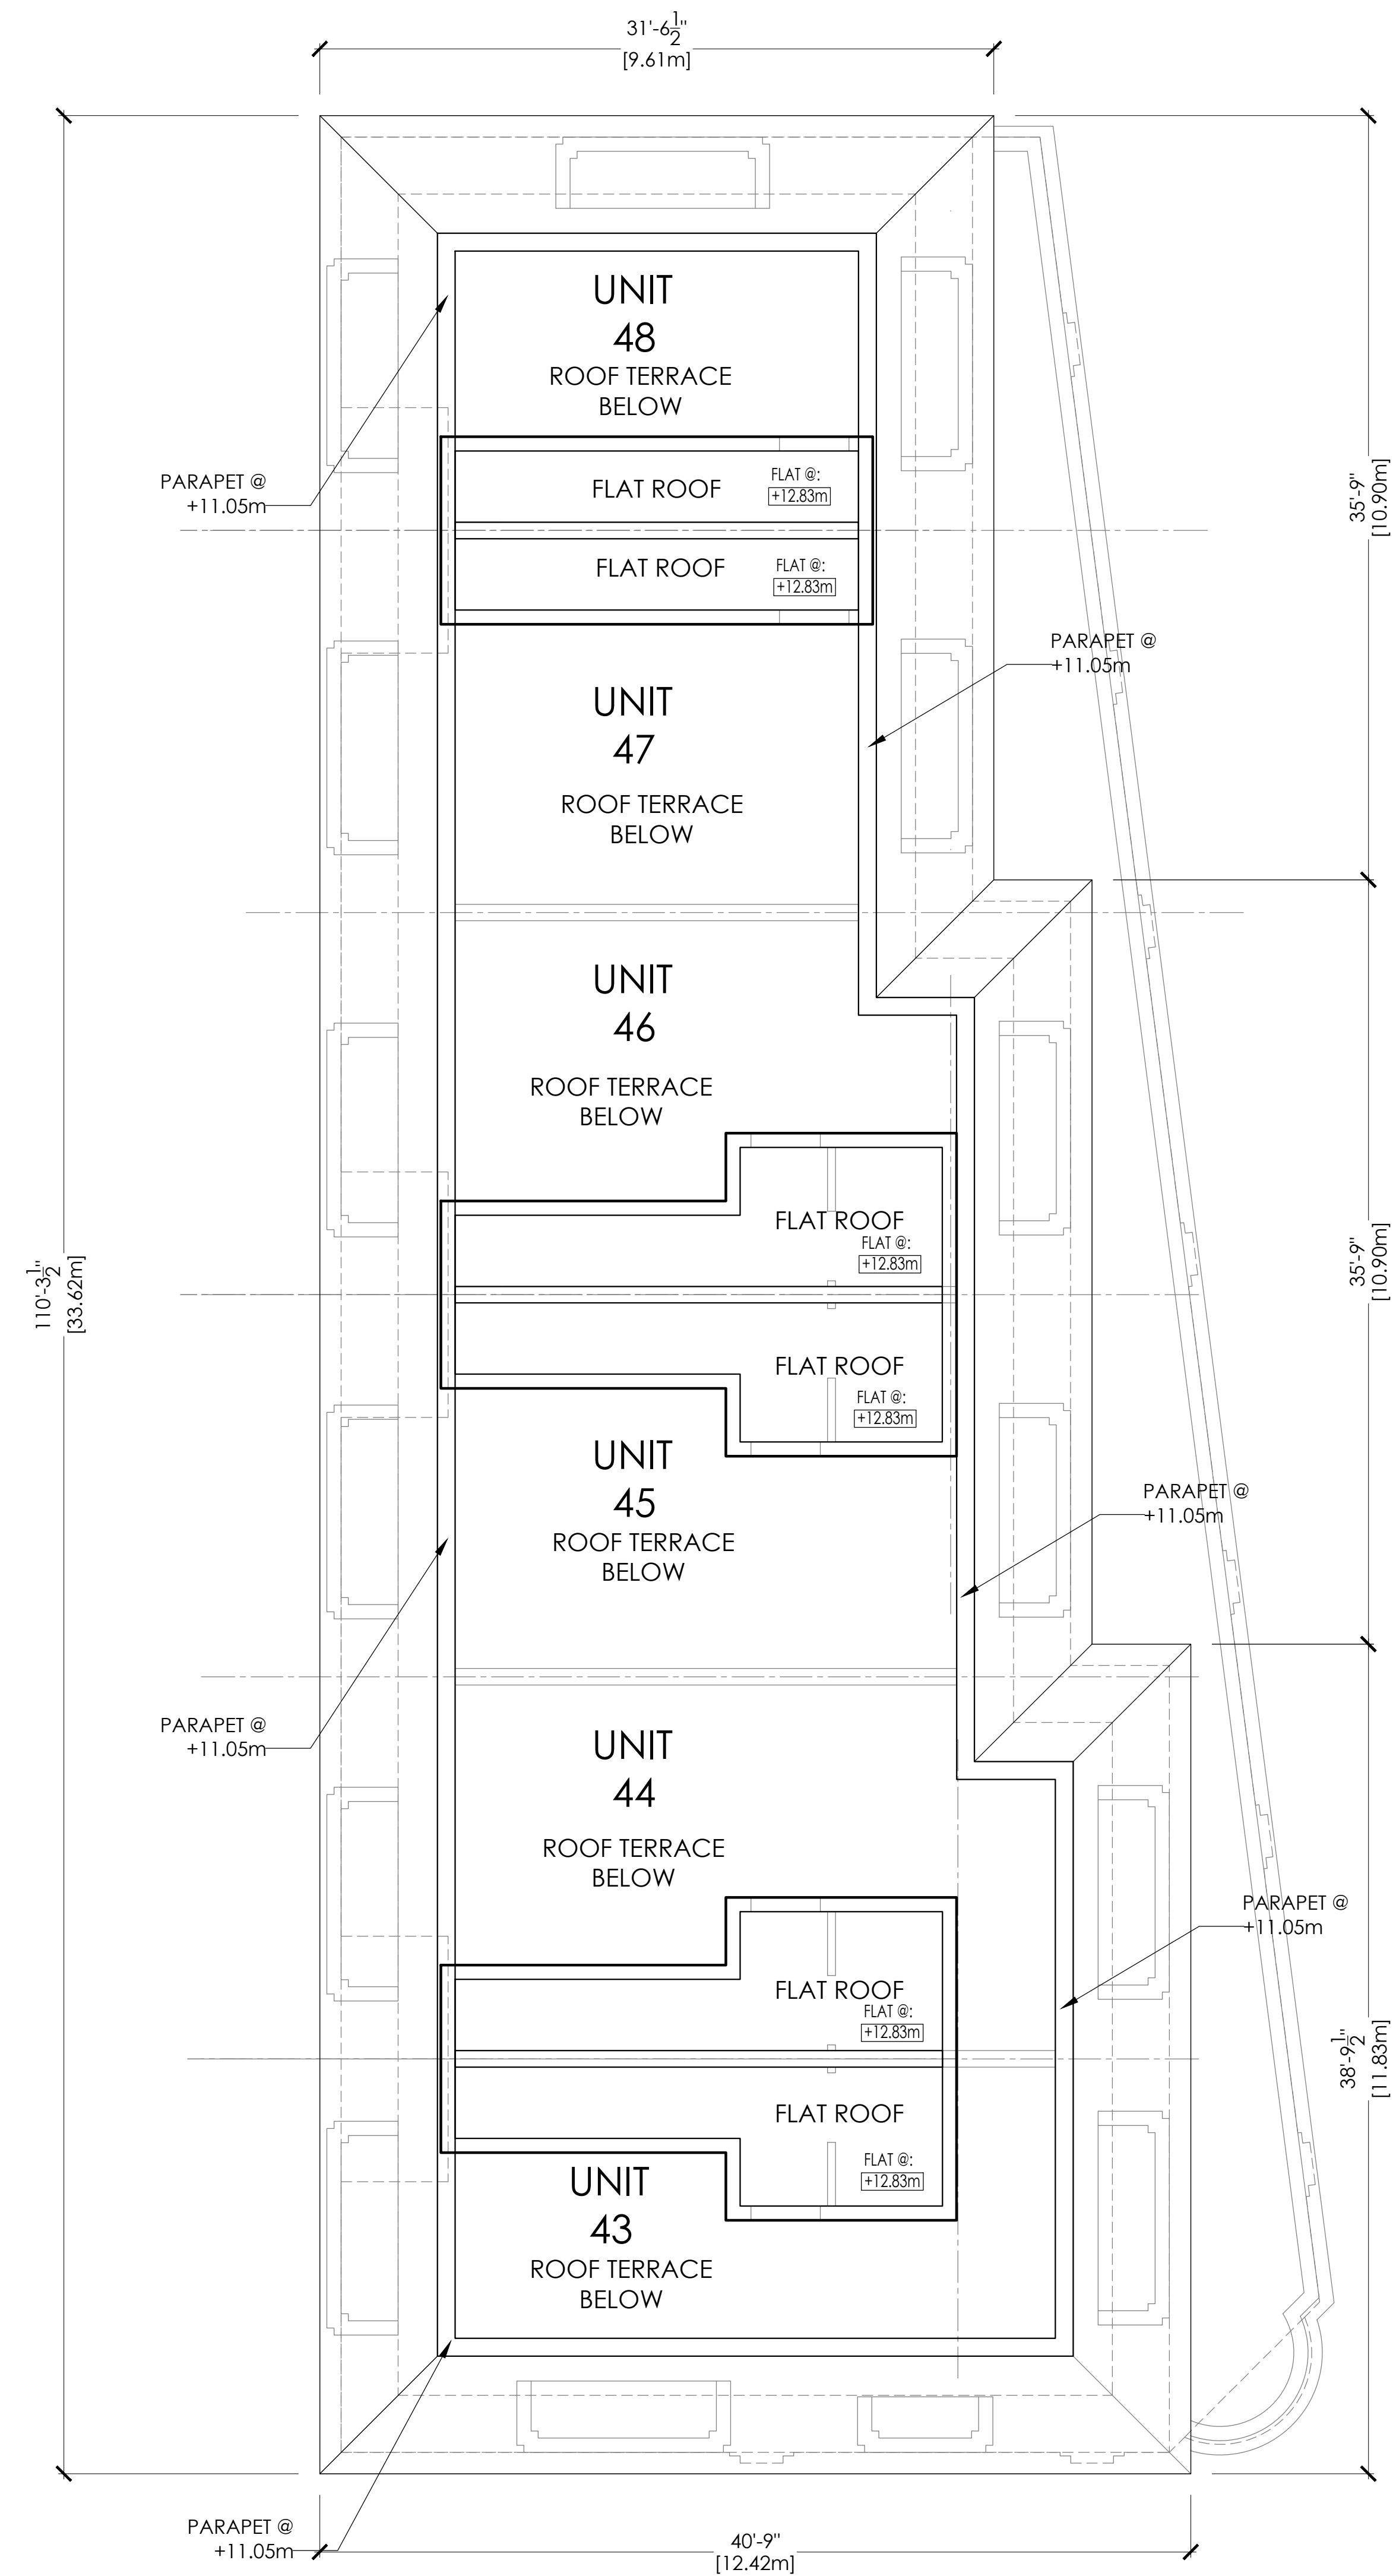 31'-6 1/2"
[9.61m]
UNIT
48
ROOF TERRACE
BELOW
PARAPET @
+11.05m
FLAT ROOF
FLAT @:
+12.83m
FLAT ROOF
FLAT @:
+12.83m
35'-9"
[10.90m]
PARAPET @
+11.05m
UNIT
47
ROOF TERRACE
BELOW
UNIT
46
ROOF TERRACE
BELOW
FLAT ROOF
FLAT @:
+12.83m
110'-3 1/2"
[33.62m]
35'-9"
[10.90m]
FLAT ROOF
FLAT @:
+12.83m
UNIT
45
ROOF TERRACE
BELOW
PARAPET @
+11.05m
PARAPET @
+11.05m
UNIT
44
ROOF TERRACE
BELOW
PARAPET @
+11.05m
FLAT ROOF
FLAT @:
+12.83m
38'-9 1/2"
[11.83m]
FLAT ROOF
FLAT @:
+12.83m
UNIT
43
ROOF TERRACE
BELOW
PARAPET @
+11.05m
40'-9"
[12.42m]